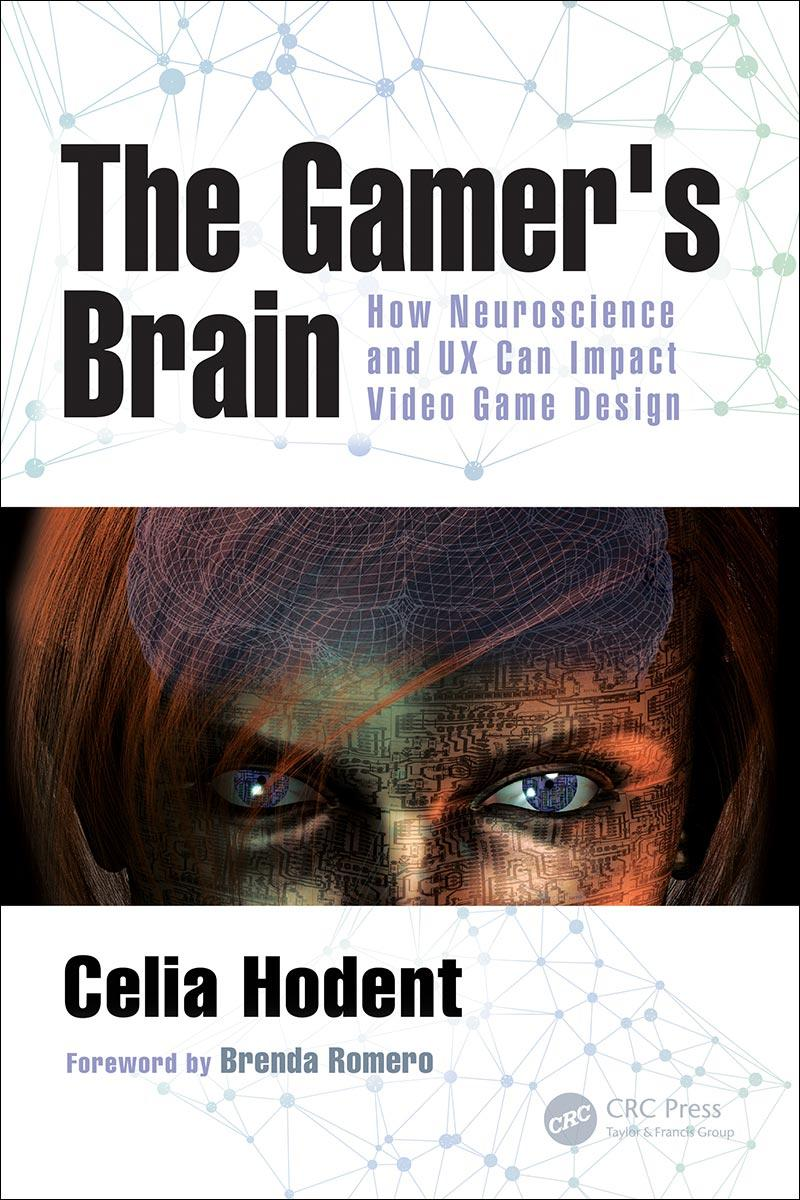 The Gamer's
Brain
How Neuroscience
and UX Can Impact
Video Game Design
Celia Hodent
Foreword by Brenda Romero
CRC
CRC Press
Taylor & Francis Group